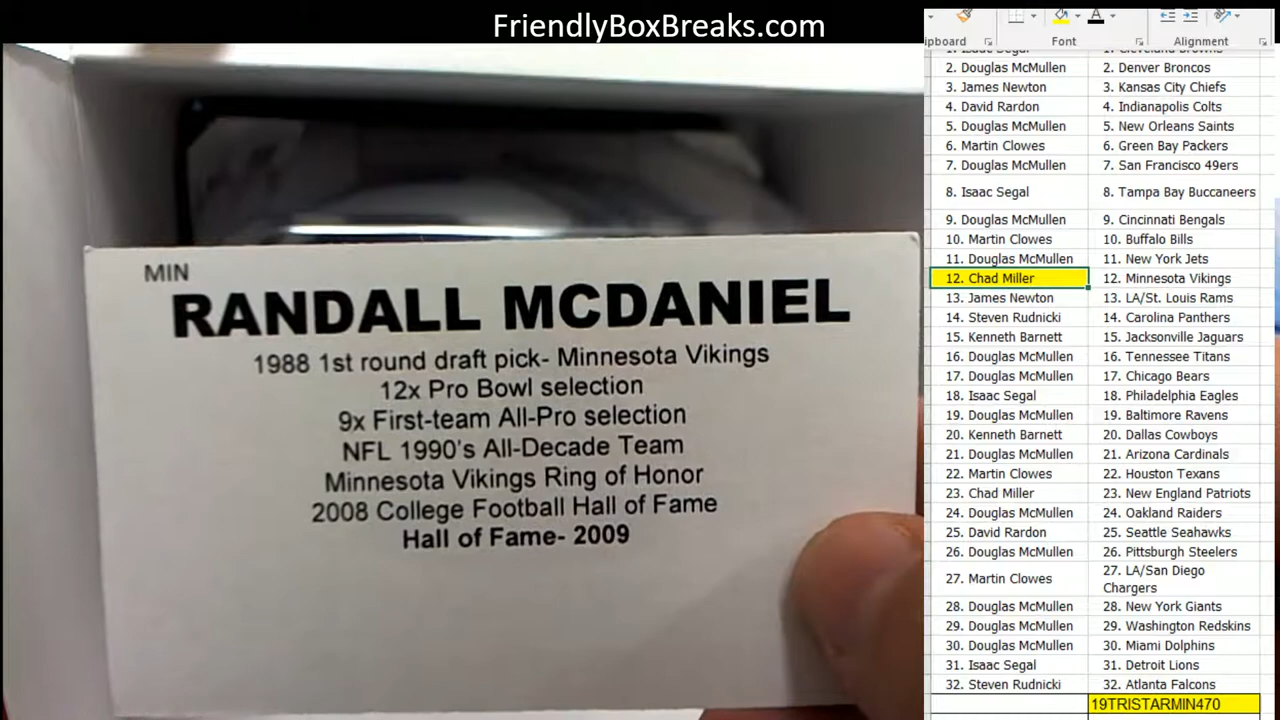 FriendlyBoxBreaks.com
MIN
RANDALL MCDANIEL
1988 1st round draft pick- Minnesota Vikings
12x Pro Bowl selection
9x First-team All-Pro selection
NFL 1990's All-Decade Team
Minnesota Vikings Ring of Honor
2008 College Football Hall of Fame
Hall of Fame- 2009
ipboard Font Alignment
1. Isaac Segal 1. Cleveland Browns
2. Douglas McMullen 2. Denver Broncos
3. James Newton 3. Kansas City Chiefs
4. David Rardon 4. Indianapolis Colts
5. Douglas McMullen 5. New Orleans Saints
6. Martin Clowes 6. Green Bay Packers
7. Douglas McMullen 7. San Francisco 49ers
8. Isaac Segal 8. Tampa Bay Buccaneers
9. Douglas McMullen 9. Cincinnati Bengals
10. Martin Clowes 10. Buffalo Bills
11. Douglas McMullen 11. New York Jets
12. Chad Miller 12. Minnesota Vikings
13. James Newton 13. LA/St. Louis Rams
14. Steven Rudnicki 14. Carolina Panthers
15. Kenneth Barnett 15. Jacksonville Jaguars
16. Douglas McMullen 16. Tennessee Titans
17. Douglas McMullen 17. Chicago Bears
18. Isaac Segal 18. Philadelphia Eagles
19. Douglas McMullen 19. Baltimore Ravens
20. Kenneth Barnett 20. Dallas Cowboys
21. Douglas McMullen 21. Arizona Cardinals
22. Martin Clowes 22. Houston Texans
23. Chad Miller 23. New England Patriots
24. Douglas McMullen 24. Oakland Raiders
25. David Rardon 25. Seattle Seahawks
26. Douglas McMullen 26. Pittsburgh Steelers
27. Martin Clowes 27. LA/San Diego
Chargers
28. Douglas McMullen 28. New York Giants
29. Douglas McMullen 29. Washington Redskins
30. Douglas McMullen 30. Miami Dolphins
31. Isaac Segal 31. Detroit Lions
32. Steven Rudnicki 32. Atlanta Falcons
19TRISTARMIN470